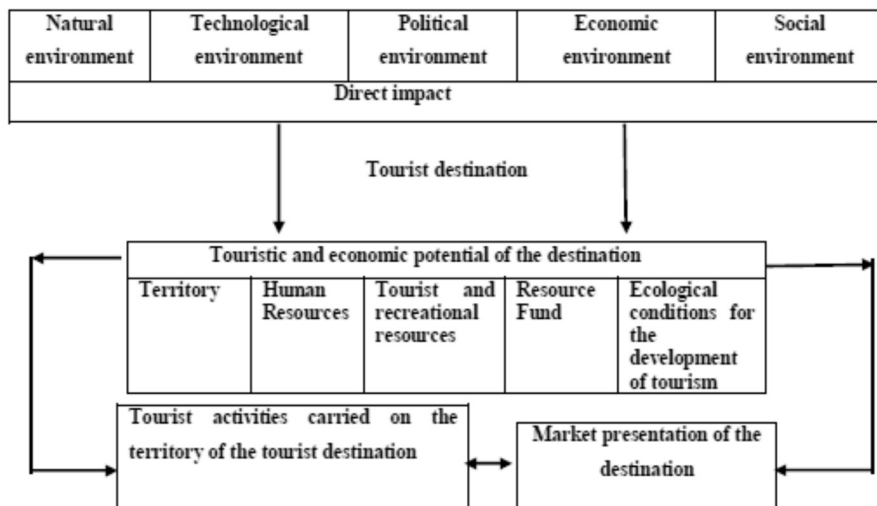 Natural environment
Technological environment
Political environment
Economic environment
Social environment
Direct impact
Tourist destination
Touristic and economic potential of the destination
Territory
Human
Resources
Tourist and
recreational
resources
Resource
Fund
Ecological
conditions for
the
development
of tourism
Tourist activities carried on the
territory of the tourist destination
Market presentation of the
destination